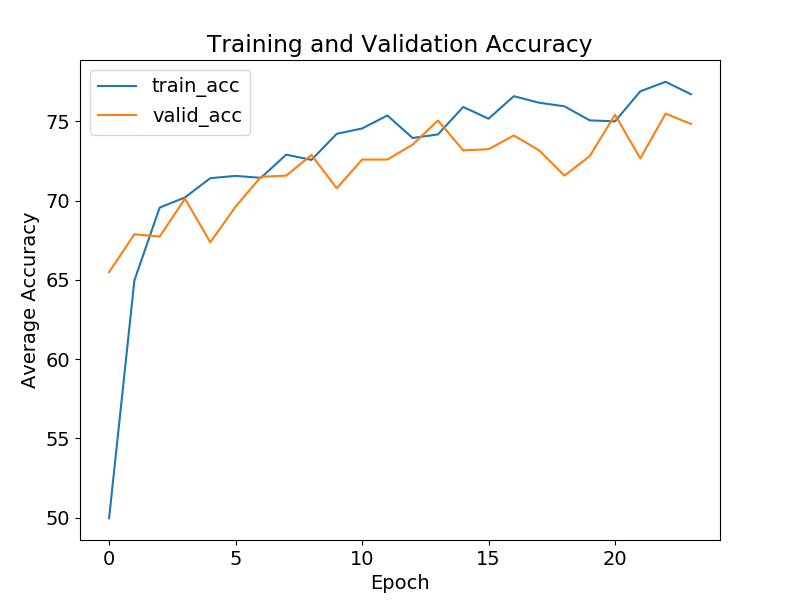 Training and Validation Accuracy
train_acc
valid_acc
75
70
65
60
55
50
Average Accuracy
0 5 10 15 20
Epoch